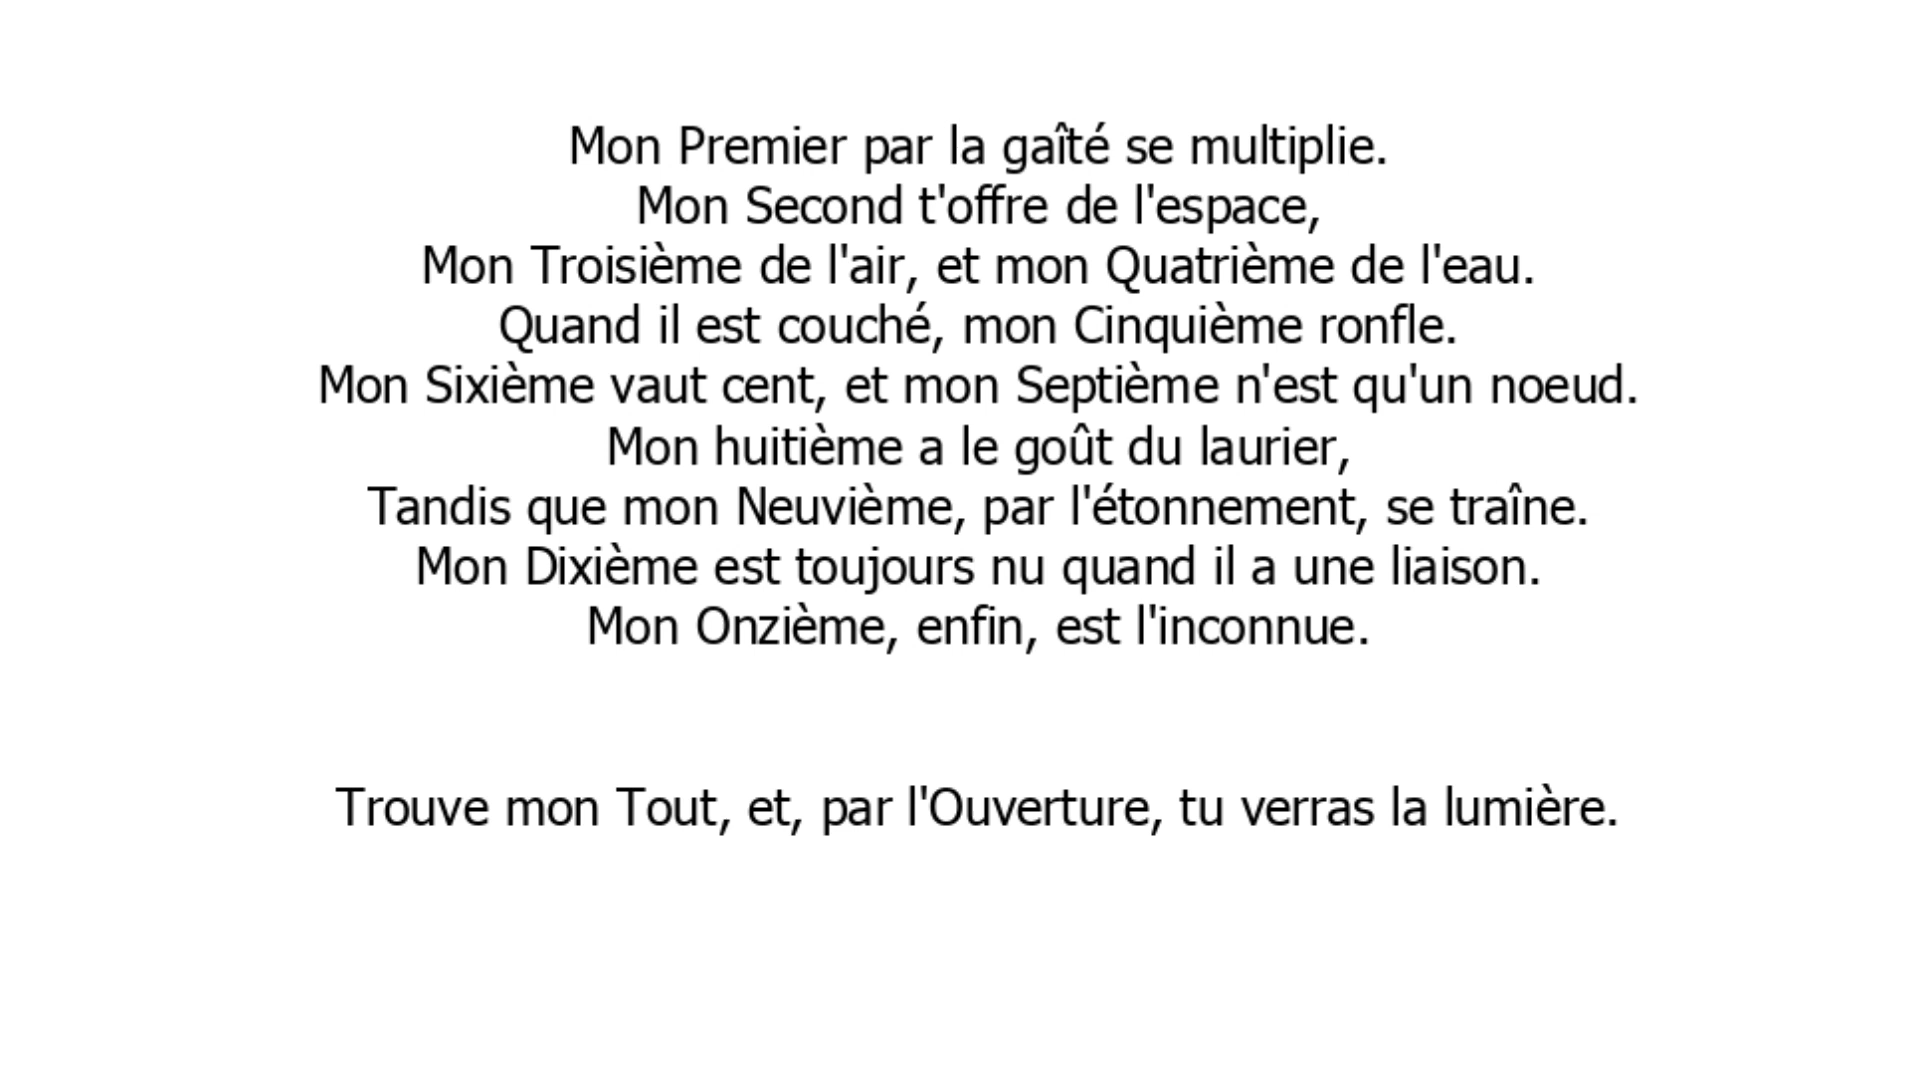 Mon Premier par la gaîté se multiplie.
Mon Second t'offre de l'espace,
Mon Troisième de l'air, et mon Quatrième de l'eau.
Quand il est couché, mon Cinquième ronfle.
Mon Sixième vaut cent, et mon Septième n'est qu'un noeud.
Mon huitième a le goût du laurier,
Tandis que mon Neuvième, par l'étonnement, se traîne.
Mon Dixième est toujours nu quand il a une liaison.
Mon Onzième, enfin, est l'inconnue.
Trouve mon Tout, et, par l'Ouverture, tu verras la lumière.